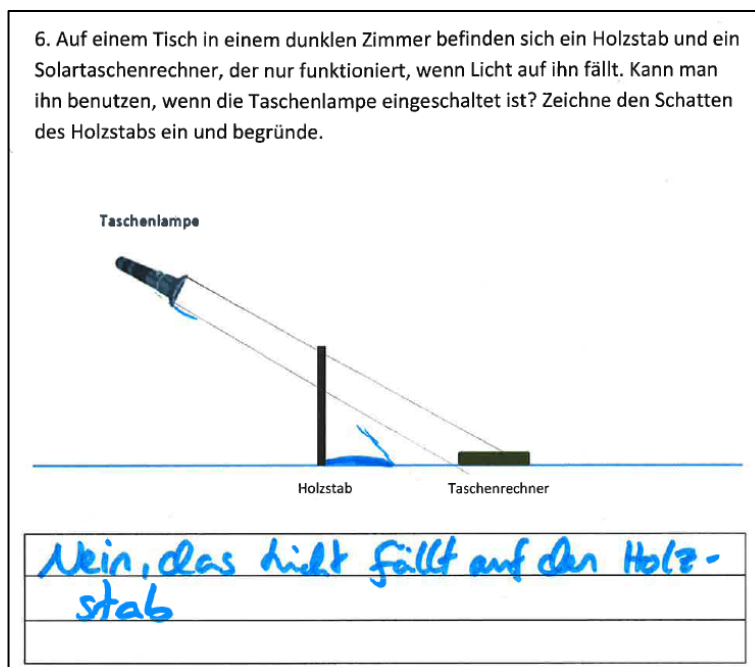 6. Auf einem Tisch in einem dunklen Zimmer befinden sich ein Holzstab und ein
Solartaschenrechner, der nur funktioniert, wenn Licht auf ihn fällt. Kann man
ihn benutzen, wenn die Taschenlampe eingeschaltet ist? Zeichne den Schatten
des Holzstabs ein und begründe.
Taschenlampe
Holzstab
Taschenrechner
Nein, das Licht fällt auf den Holz-
stab